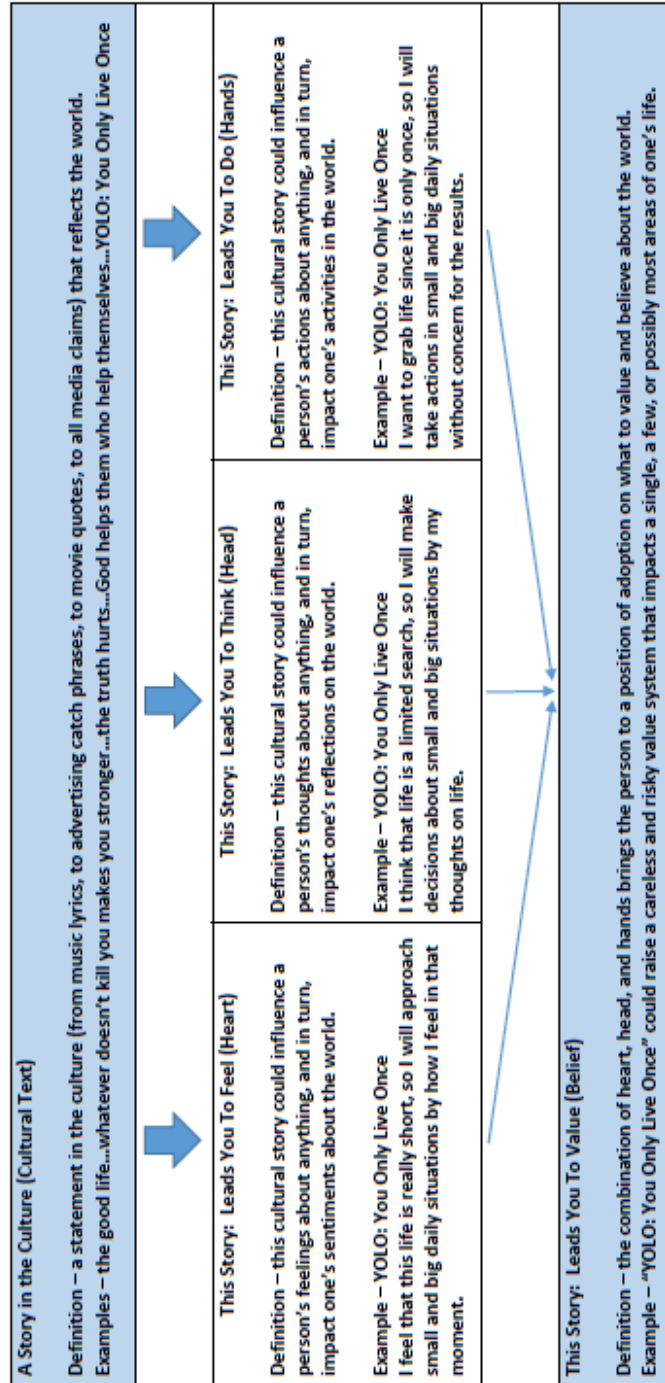 A Story in the Culture (Cultural Text)
Definition – a statement in the culture (from music lyrics, to advertising catch phrases, to movie quotes, to all media claims) that reflects the world.
Examples – the good life…whatever doesn't kill you makes you stronger…the truth hurts…God helps them who help themselves…YOLO: You Only Live Once
This Story:  Leads You To Feel (Heart)
Definition – this cultural story could influence a
person's feelings about anything, and in turn,
impact one's sentiments about the world.
Example – YOLO: You Only Live Once
I feel that this life is really short, so I will approach
small and big daily situations by how I feel in that
moment.
This Story:  Leads You To Think (Head)
Definition – this cultural story could influence a
person's thoughts about anything, and in turn,
impact one's reflections on the world.
Example – YOLO: You Only Live Once
I think that life is a limited search, so I will make
decisions about small and big situations by my
thoughts on life.
This Story:  Leads You To Do (Hands)
Definition – this cultural story could influence a
person's actions about anything, and in turn,
impact one's activities in the world.
Example – YOLO: You Only Live Once
I want to grab life since it is only once, so I will
take actions in small and big daily situations
without concern for the results.
This Story:  Leads You To Value (Belief)
Definition – the combination of heart, head, and hands brings the person to a position of adoption on what to value and believe about the world.
Example – "YOLO: You Only Live Once" could raise a careless and risky value system that impacts a single, a few, or possibly most areas of one's life.